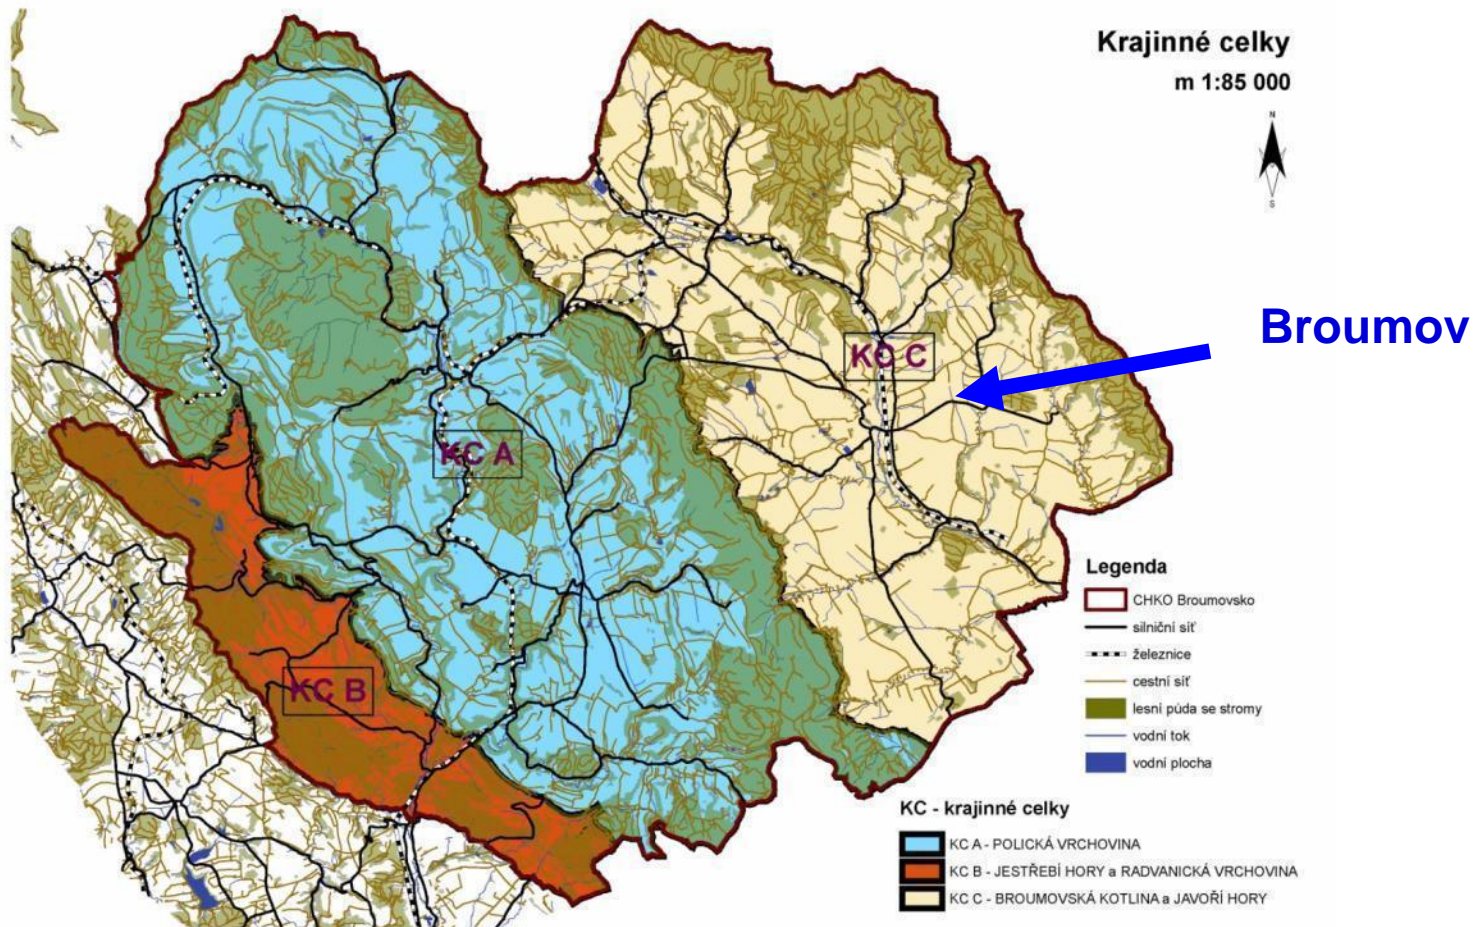 Krajinné celky
m 1:85 000
N
S
Broumov
KC C
KC A
KC B
Legenda
CHKO Broumovsko
silniční síť
železnice
cestní síť
lesní půda se stromy
vodní tok
vodní plocha
KC - krajinné celky
KC A - POLICKÁ VRCHOVINA
KC B - JESTŘEBÍ HORY a RADVANICKÁ VRCHOVINA
KC C - BROUMOVSKÁ KOTLINA a JAVOŘÍ HORY